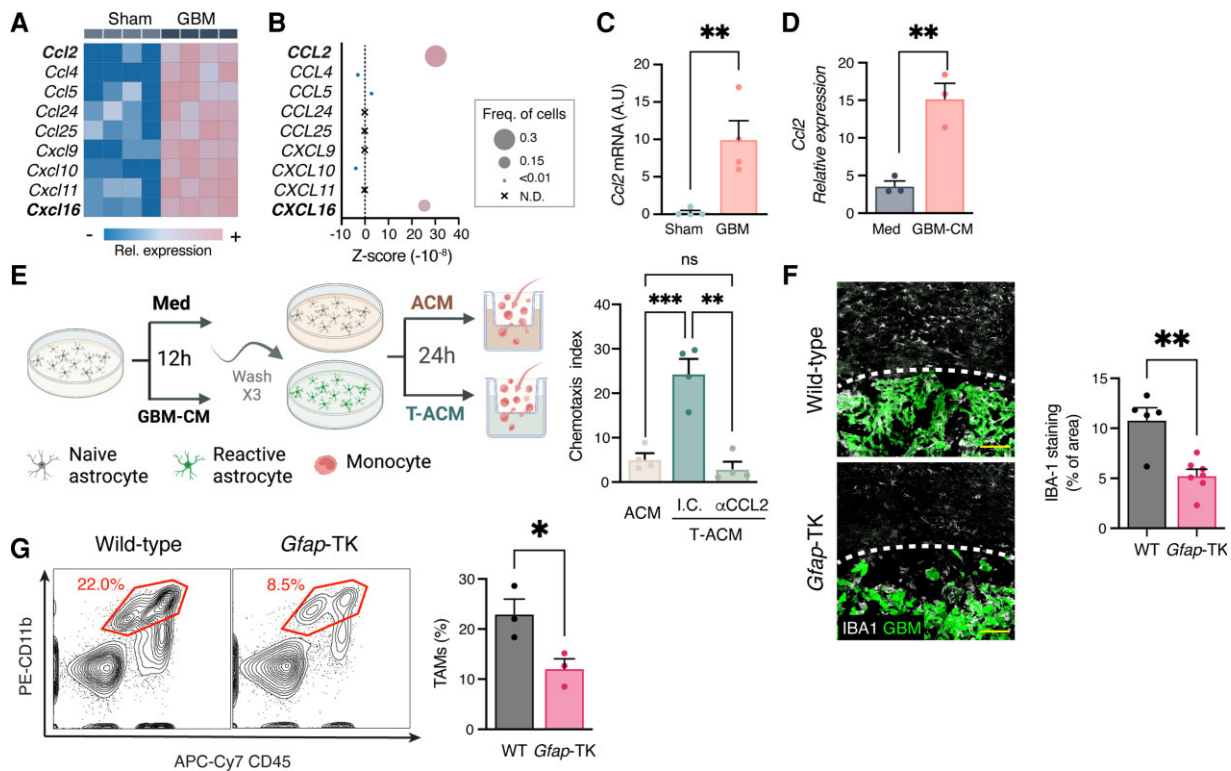 A
Sham GBM
Ccl2
Ccl4
Ccl5
Ccl24
Ccl25
Cxcl9
Cxcl10
Cxcl11
Cxcl16
- +
Rel. expression
B
CCL2
CCL4
CCL5
CCL24
CCL25
CXCL9
CXCL10
CXCL11
CXCL16
-10 0 10 20 30 40
Z-score (-10⁻⁸)
Freq. of cells
0.3
0.15
<0.01
× N.D.
C
**
Ccl2 mRNA (A.U)
20
15
10
5
0
Sham GBM
D
**
Ccl2
Relative expression
20
15
10
5
0
Med GBM-CM
E
Med
12h
GBM-CM
Wash
X3
ACM
24h
T-ACM
Naive
astrocyte
Reactive
astrocyte
Monocyte
ns
*** **
Chemotaxis index
40
30
20
10
0
ACM
I.C. αCCL2
T-ACM
F
Wild-type
Gfap-TK
IBA1 GBM
**
IBA-1 staining
(% of area)
15
10
5
0
WT Gfap-TK
G
Wild-type Gfap-TK
22.0% 8.5%
PE-CD11b
APC-Cy7 CD45
*
TAMs (%)
30
20
10
0
WT Gfap-TK